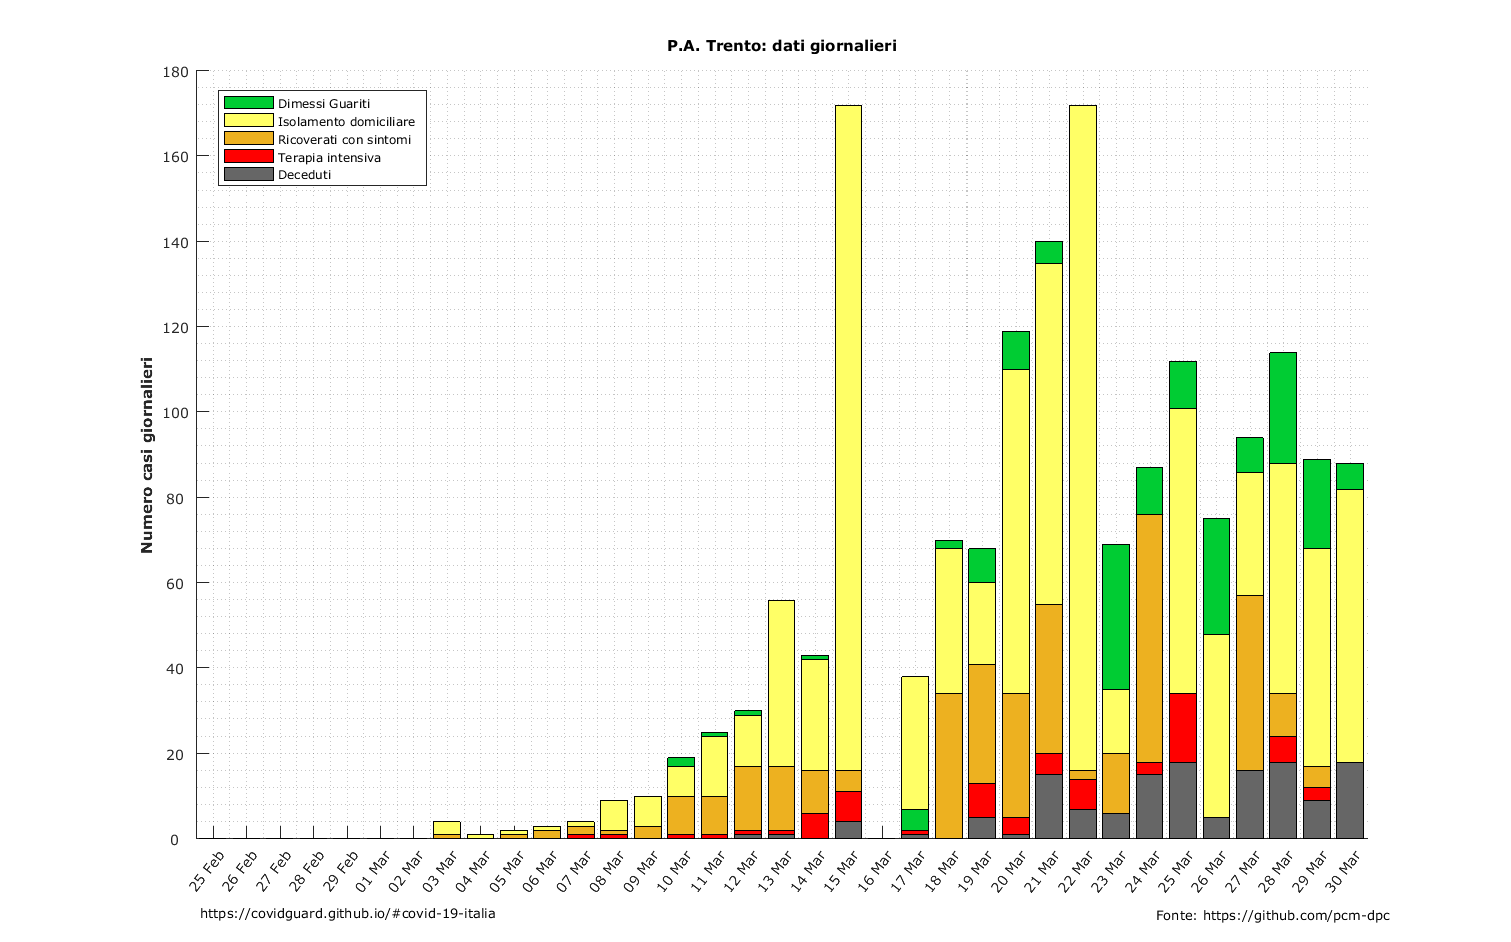 P.A. Trento: dati giornalieri
180
160
140
120
100
80
60
40
20
0
Numero casi giornalieri
Dimessi Guariti
Isolamento domiciliare
Ricoverati con sintomi
Terapia intensiva
Deceduti
25 Feb
26 Feb
27 Feb
28 Feb
29 Feb
01 Mar
02 Mar
03 Mar
04 Mar
05 Mar
06 Mar
07 Mar
08 Mar
09 Mar
10 Mar
11 Mar
12 Mar
13 Mar
14 Mar
15 Mar
16 Mar
17 Mar
18 Mar
19 Mar
20 Mar
21 Mar
22 Mar
23 Mar
24 Mar
25 Mar
26 Mar
27 Mar
28 Mar
29 Mar
30 Mar
https://covidguard.github.io/#covid-19-italia
Fonte: https://github.com/pcm-dpc